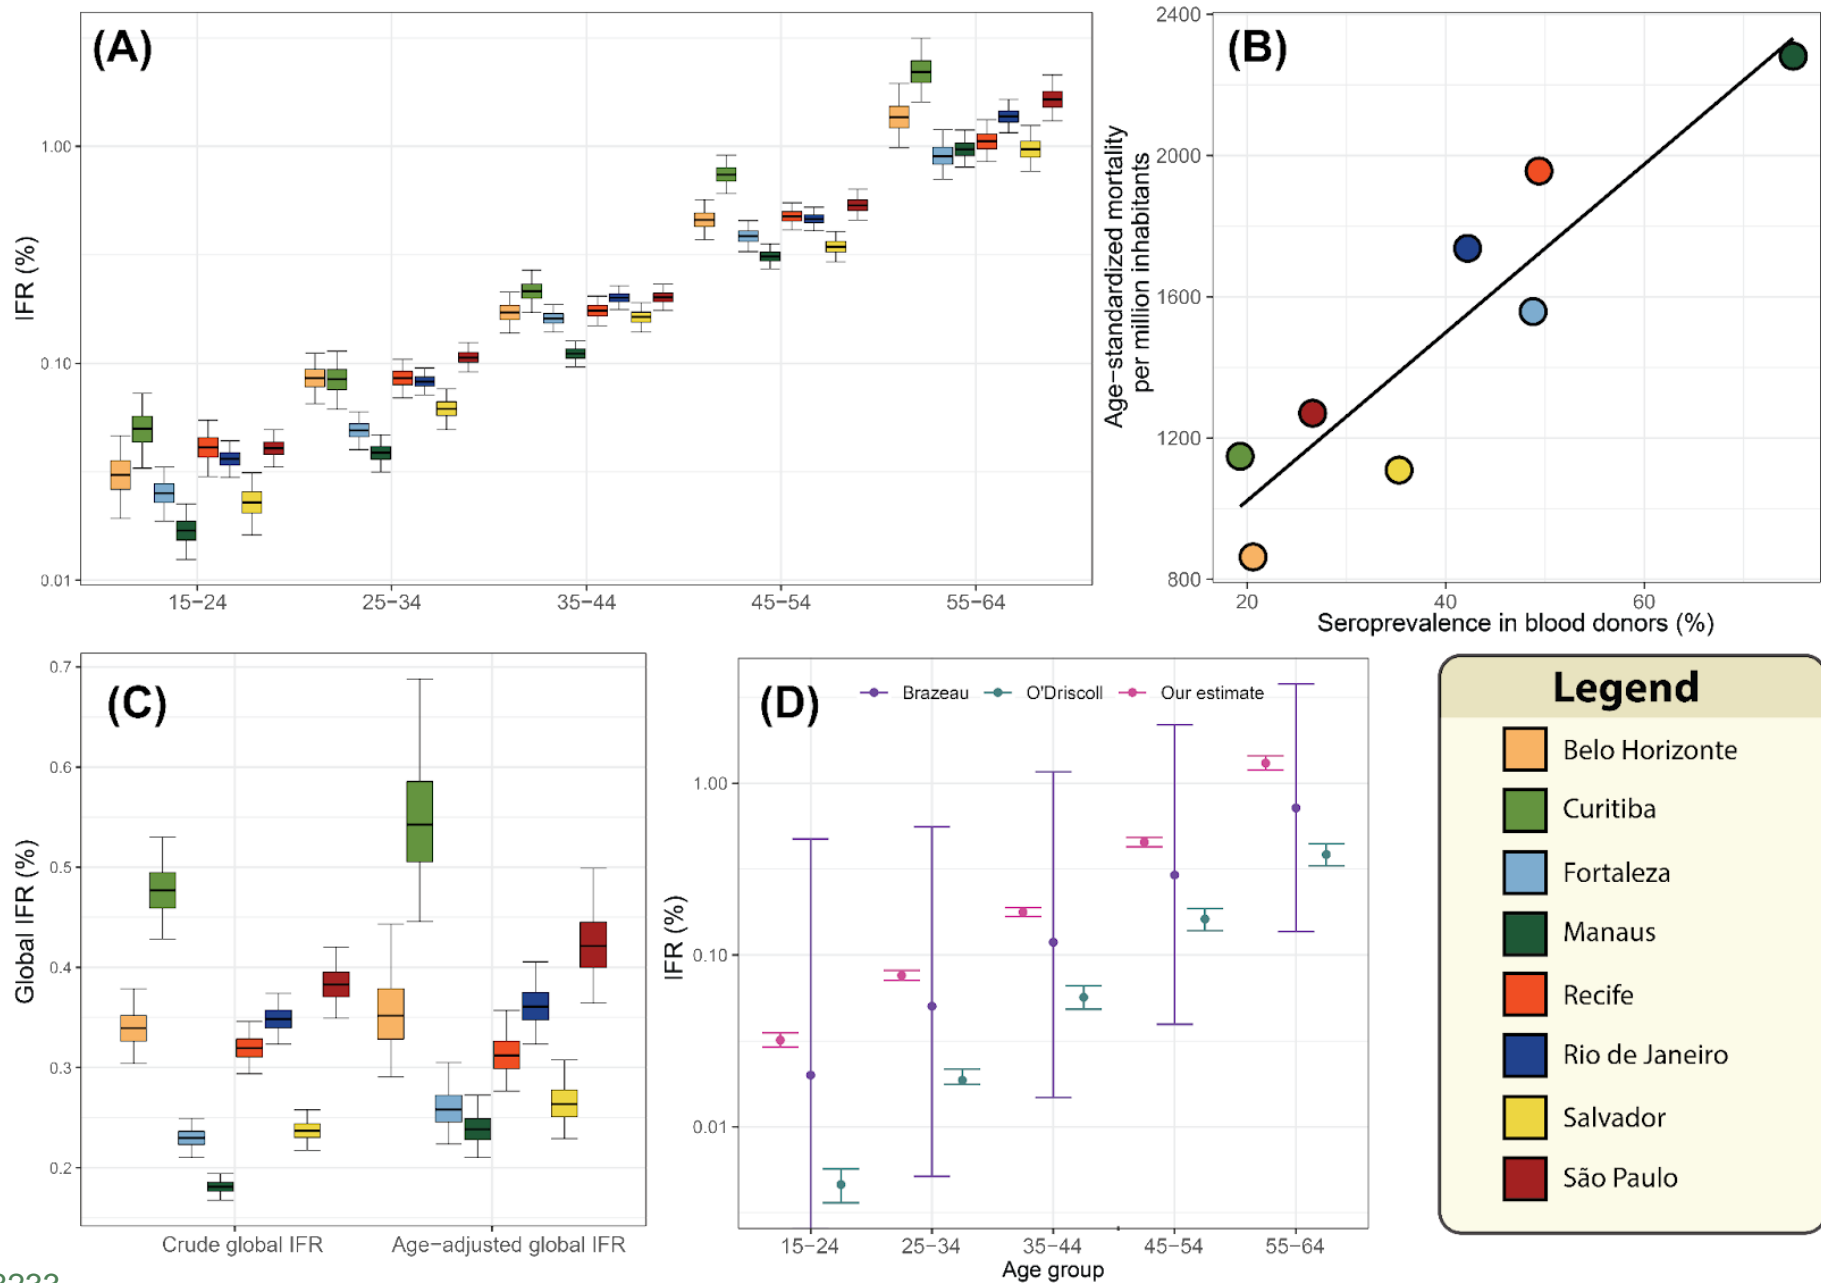 (A)
IFR (%)
1.00
0.10
0.01
15−24
25−34
35−44
45−54
55−64
(B)
Age−standardized mortality
per million inhabitants
2400
2000
1600
1200
800
20
40
60
Seroprevalence in blood donors (%)
(C)
Global IFR (%)
0.7
0.6
0.5
0.4
0.3
0.2
Crude global IFR
Age−adjusted global IFR
(D)
Brazeau
O'Driscoll
Our estimate
IFR (%)
1.00
0.10
0.01
15−24
25−34
35−44
45−54
55−64
Age group
Legend
Belo Horizonte
Curitiba
Fortaleza
Manaus
Recife
Rio de Janeiro
Salvador
São Paulo